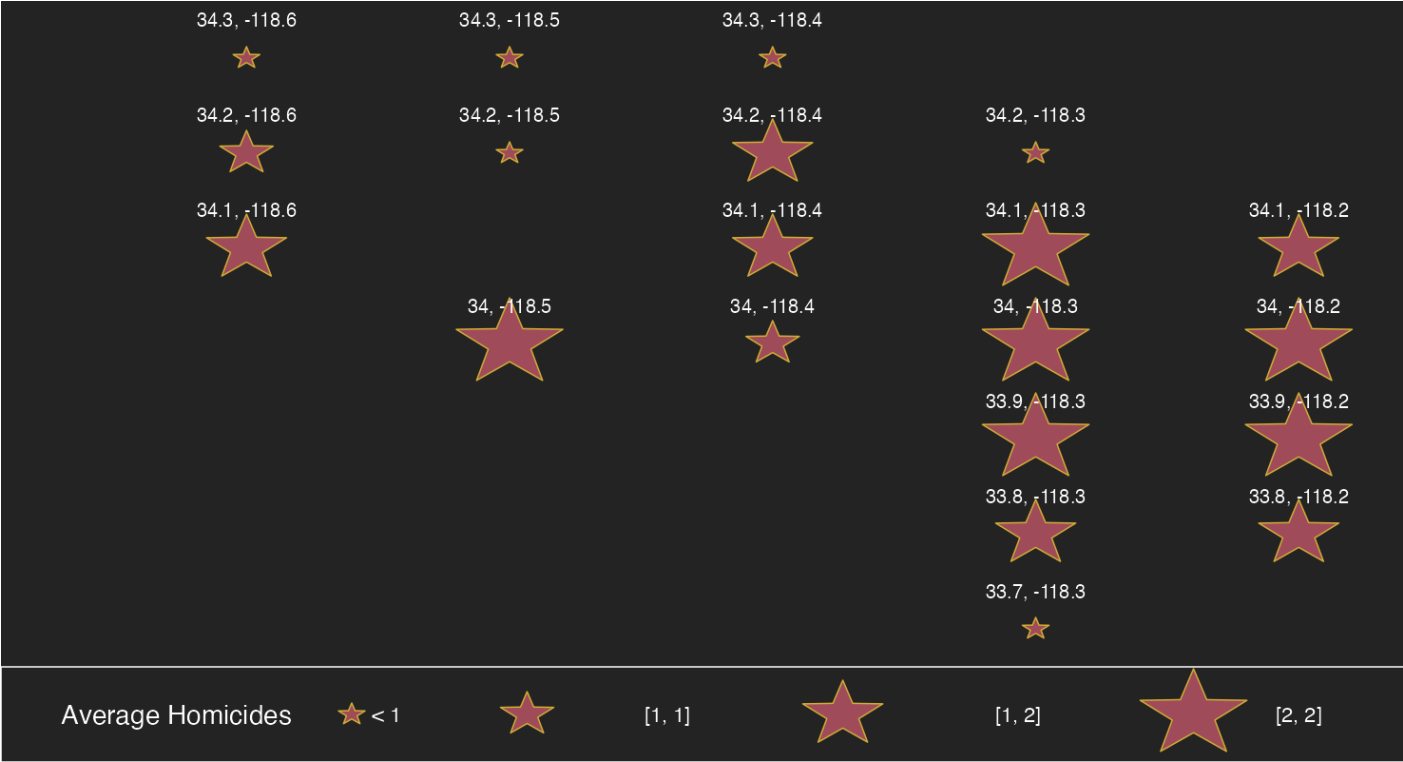 34.3, -118.6 34.3, -118.5 34.3, -118.4
34.2, -118.6 34.2, -118.5 34.2, -118.4 34.2, -118.3
34.1, -118.6 34.1, -118.4 34.1, -118.3 34.1, -118.2
34, -118.5 34, -118.4 34, -118.3 34, -118.2
33.9, -118.3 33.9, -118.2
33.8, -118.3 33.8, -118.2
33.7, -118.3
Average Homicides < 1 [1, 1] [1, 2] [2, 2]